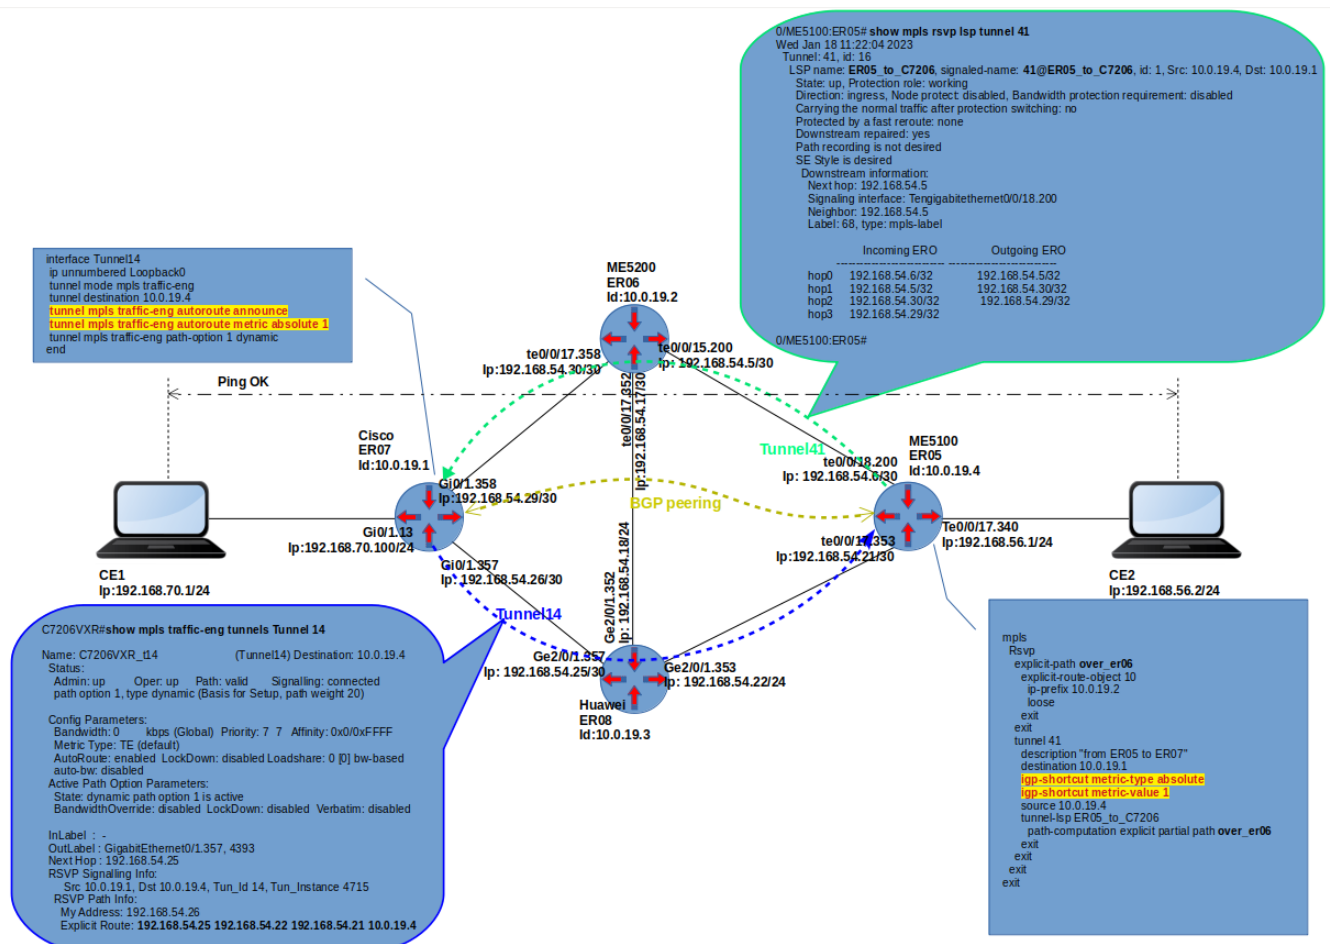 0/ME5100:ER05# show mpls rsvp lsp tunnel 41
Wed Jan 18 11:22:04 2023
Tunnel: 41, id: 16
LSP name: ER05_to_C7206, signaled-name: 41@ER05_to_C7206, id: 1, Src: 10.0.19.4, Dst: 10.0.19.1
State: up, Protection role: working
Direction: ingress, Node protect disabled, Bandwidth protection requirement: disabled
Carrying the normal traffic after protection switching: no
Protected by a fast reroute: none
Downstream repaired: yes
Path recording is not desired
SE Style is desired
Downstream information:
Next hop: 192.168.54.5
Signaling interface: Tengigabitethernet0/0/18.200
Neighbor: 192.168.54.5
Label: 68, type: mpls-label
Incoming ERO Outgoing ERO
---------------------------- ----------------------------
hop0 192.168.54.6/32 192.168.54.5/32
hop1 192.168.54.5/32 192.168.54.30/32
hop2 192.168.54.30/32 192.168.54.29/32
hop3 192.168.54.29/32
0/ME5100:ER05#
interface Tunnel14
ip unnumbered Loopback0
tunnel mode mpls traffic-eng
tunnel destination 10.0.19.4
tunnel mpls traffic-eng autoroute announce
tunnel mpls traffic-eng autoroute metric absolute 1
tunnel mpls traffic-eng path-option 1 dynamic
end
ME5200
ER06
Id:10.0.19.2
te0/0/17.358
Ip:192.168.54.30/30
te0/0/15.200
Ip: 192.168.54.5/30
te0/0/17.352
Ip:192.168.54.17/30
Ping OK
Cisco
ER07
Id:10.0.19.1
Gi0/1.358
Ip:192.168.54.29/30
Tunnel41
te0/0/18.200
Ip: 192.168.54.6/30
ME5100
ER05
Id:10.0.19.4
BGP peering
Gi0/1.13
Ip:192.168.70.100/24
Te0/0/17.340
Ip:192.168.56.1/24
te0/0/17.353
Ip:192.168.54.21/30
Gi0/1.357
Ip: 192.168.54.26/30
CE1
Ip:192.168.70.1/24
CE2
Ip:192.168.56.2/24
Ge2/0/1.352
Ip: 192.168.54.18/24
Tunnel14
Ge2/0/1.357
Ip: 192.168.54.25/30
Ge2/0/1.353
Ip: 192.168.54.22/24
Huawei
ER08
Id:10.0.19.3
C7206VXR#show mpls traffic-eng tunnels Tunnel 14
Name: C7206VXR_t14 (Tunnel14) Destination: 10.0.19.4
Status:
Admin: up Oper: up Path: valid Signalling: connected
path option 1, type dynamic (Basis for Setup, path weight 20)
Config Parameters:
Bandwidth: 0 kbps (Global) Priority: 7 7 Affinity: 0x0/0xFFFF
Metric Type: TE (default)
AutoRoute: enabled LockDown: disabled Loadshare: 0 [0] bw-based
auto-bw: disabled
Active Path Option Parameters:
State: dynamic path option 1 is active
BandwidthOverride: disabled LockDown: disabled Verbatim: disabled
InLabel : -
OutLabel : GigabitEthernet0/1.357, 4393
Next Hop : 192.168.54.25
RSVP Signalling Info:
Src 10.0.19.1, Dst 10.0.19.4, Tun_Id 14, Tun_Instance 4715
RSVP Path Info:
My Address: 192.168.54.26
Explicit Route: 192.168.54.25 192.168.54.22 192.168.54.21 10.0.19.4
mpls
Rsvp
explicit-path over_er06
explicit-route-object 10
ip-prefix 10.0.19.2
loose
exit
exit
tunnel 41
description "from ER05 to ER07"
destination 10.0.19.1
igp-shortcut metric-type absolute
igp-shortcut metric-value 1
source 10.0.19.4
tunnel-lsp ER05_to_C7206
path-computation explicit partial path over_er06
exit
exit
exit
exit